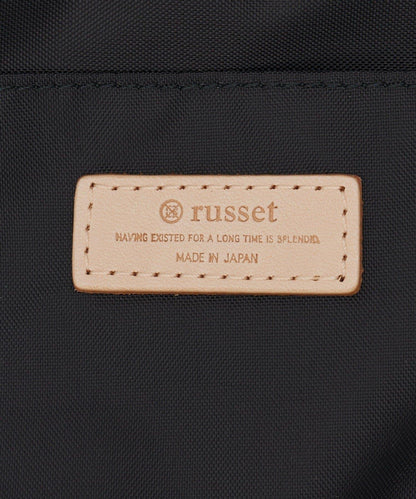 russet
HAVING EXISTED FOR A LONG TIME IS SPLENDID.
MADE IN JAPAN